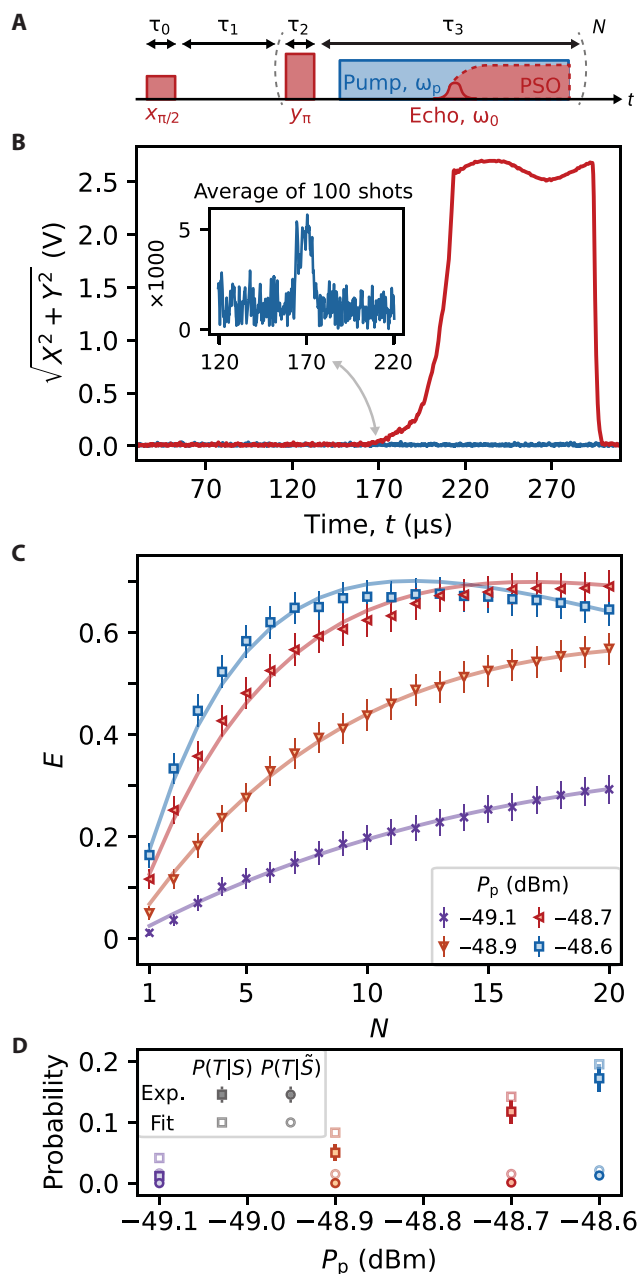 A
τ0 τ1 τ2 τ3 N
Pump, ωp PSO
xπ/2 yπ Echo, ω0 t
B
√X² + Y² (V)
2.5
2.0
1.5
1.0
0.5
0.0
Average of 100 shots
×1000
5
0
120 170 220
70 120 170 220 270
Time, t (μs)
C
E
0.6
0.4
0.2
0
Pp (dBm)
−49.1 −48.7
−48.9 −48.6
1 5 10 15 20
N
D
Probability
0.2
0.1
0.0
P(T|S) P(T|S̃)
Exp.
Fit
−49.1 −49.0 −48.9 −48.8 −48.7 −48.6
Pp (dBm)